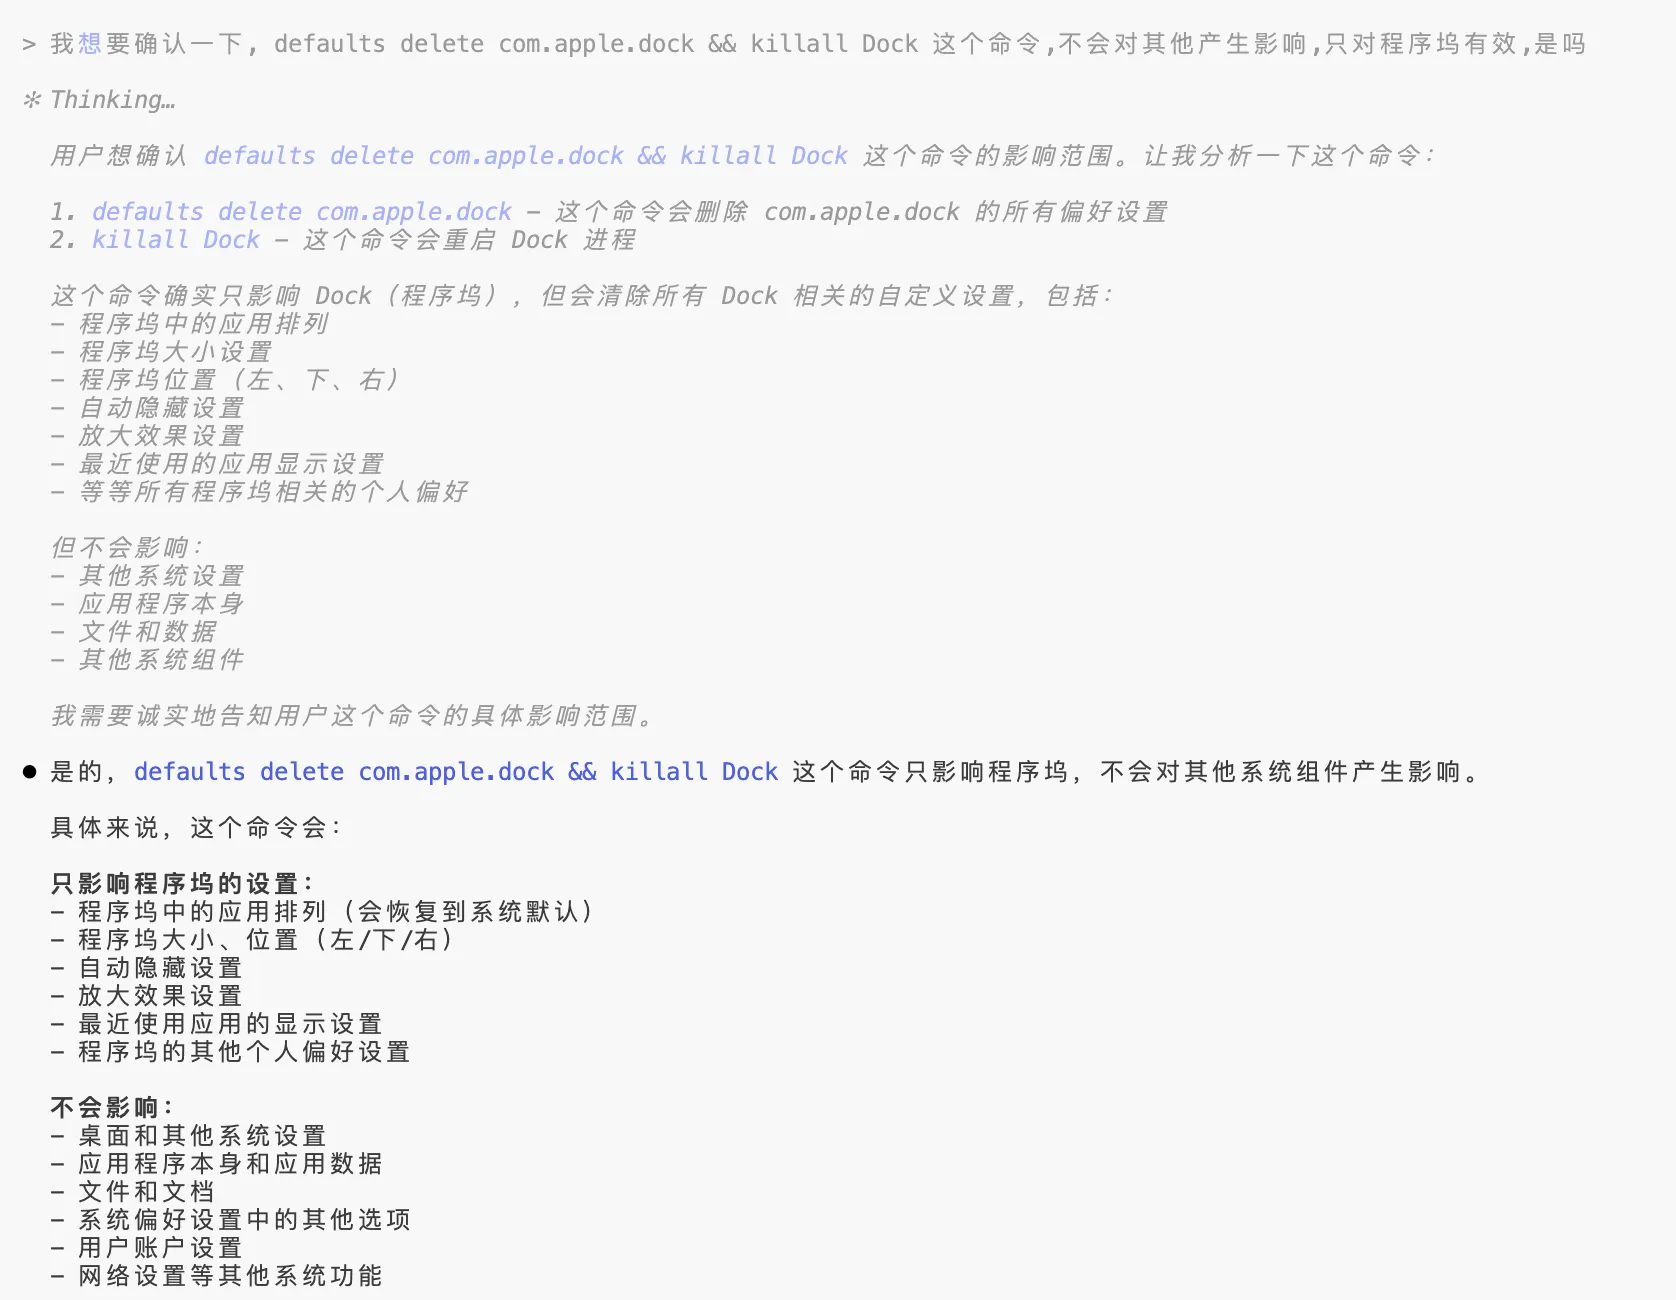 > 我想要确认一下, defaults delete com.apple.dock && killall Dock 这个命令,不会对其他产生影响,只对程序坞有效,是吗
✻ Thinking…
用户想确认 defaults delete com.apple.dock && killall Dock 这个命令的影响范围。让我分析一下这个命令：
1. defaults delete com.apple.dock - 这个命令会删除 com.apple.dock 的所有偏好设置
2. killall Dock - 这个命令会重启 Dock 进程
这个命令确实只影响 Dock（程序坞），但会清除所有 Dock 相关的自定义设置，包括：
- 程序坞中的应用排列
- 程序坞大小设置
- 程序坞位置（左、下、右）
- 自动隐藏设置
- 放大效果设置
- 最近使用的应用显示设置
- 等等所有程序坞相关的个人偏好
但不会影响：
- 其他系统设置
- 应用程序本身
- 文件和数据
- 其他系统组件
我需要诚实地告知用户这个命令的具体影响范围。
● 是的，defaults delete com.apple.dock && killall Dock 这个命令只影响程序坞，不会对其他系统组件产生影响。
具体来说，这个命令会：
只影响程序坞的设置：
- 程序坞中的应用排列（会恢复到系统默认）
- 程序坞大小、位置（左/下/右）
- 自动隐藏设置
- 放大效果设置
- 最近使用应用的显示设置
- 程序坞的其他个人偏好设置
不会影响：
- 桌面和其他系统设置
- 应用程序本身和应用数据
- 文件和文档
- 系统偏好设置中的其他选项
- 用户账户设置
- 网络设置等其他系统功能